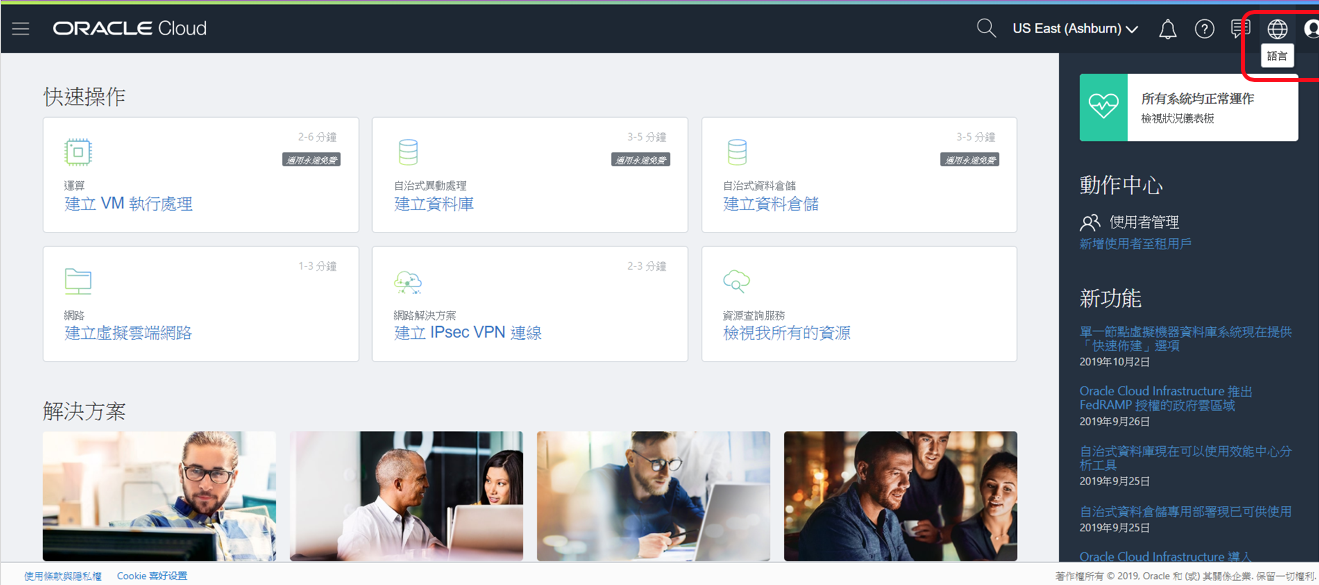 ORACLE Cloud
US East (Ashburn)
語言
快速操作
2-6 分鐘
適用永遠免費
運算
建立 VM 執行處理
3-5 分鐘
適用永遠免費
自治式異動處理
建立資料庫
3-5 分鐘
適用永遠免費
自治式資料倉儲
建立資料倉儲
1-3 分鐘
網路
建立虛擬雲端網路
2-3 分鐘
網路解決方案
建立 IPsec VPN 連線
資源查詢服務
檢視我所有的資源
解決方案
所有系統均正常運作
檢視狀況儀表板
動作中心
使用者管理
新增使用者至租用戶
新功能
單一節點虛擬機器資料庫系統現在提供
「快速佈建」選項
2019年10月2日
Oracle Cloud Infrastructure 推出
FedRAMP 授權的政府雲區域
2019年9月26日
自治式資料庫現在可以使用效能中心分
析工具
2019年9月25日
自治式資料倉儲專用部署現已可供使用
2019年9月25日
Oracle Cloud Infrastructure 導入
使用條款與隱私權
Cookie 喜好設置
著作權所有 © 2019, Oracle 和 (或) 其關係企業. 保留一切權利.